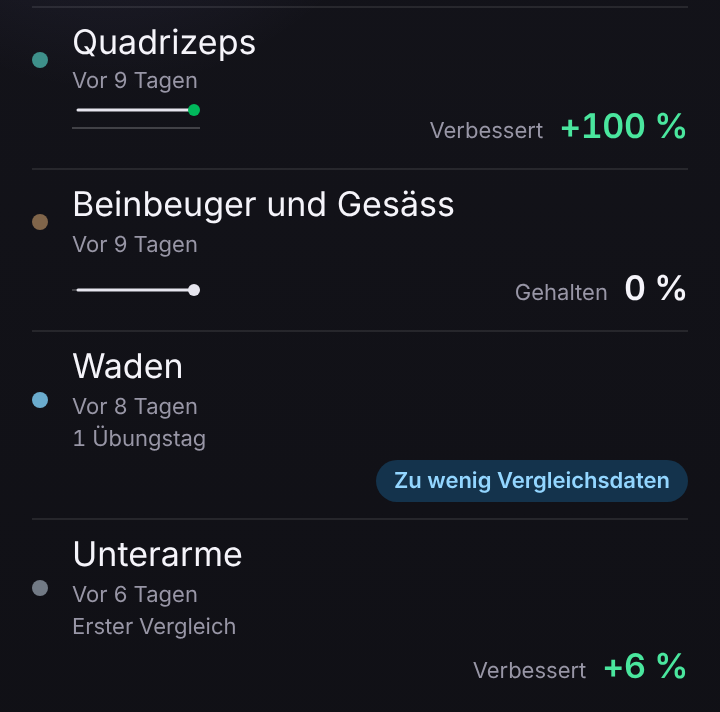 Quadrizeps
Vor 9 Tagen
Verbessert +100 %
Beinbeuger und Gesäss
Vor 9 Tagen
Gehalten 0 %
Waden
Vor 8 Tagen
1 Übungstag
Zu wenig Vergleichsdaten
Unterarme
Vor 6 Tagen
Erster Vergleich
Verbessert +6 %